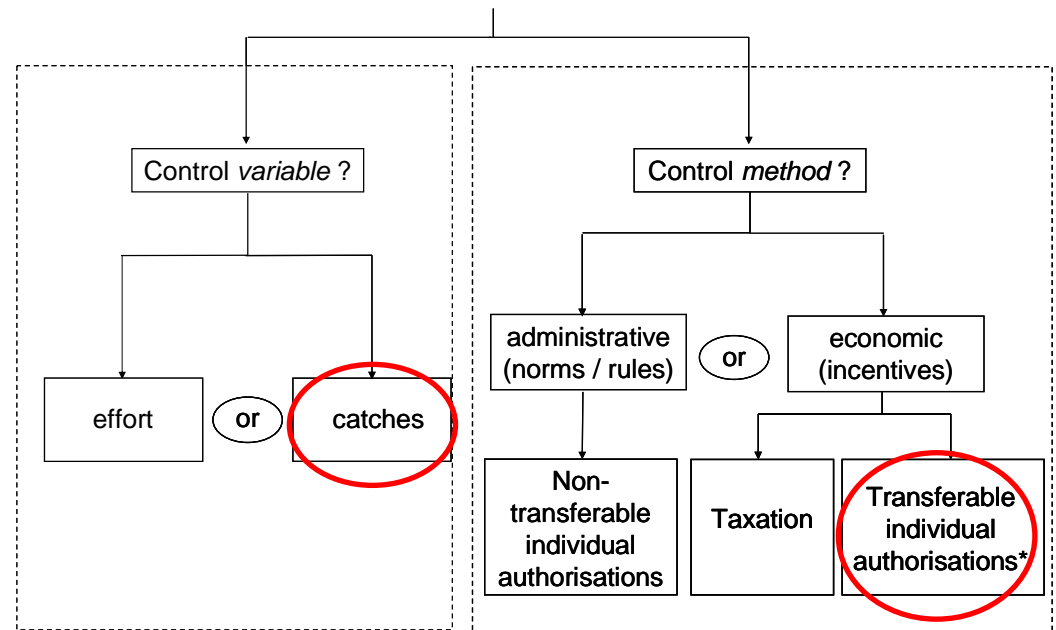 Control variable ?
effort
or
catches
Control method ?
administrative
(norms / rules)
or
economic
(incentives)
Non-
transferable
individual
authorisations
Taxation
Transferable
individual
authorisations*